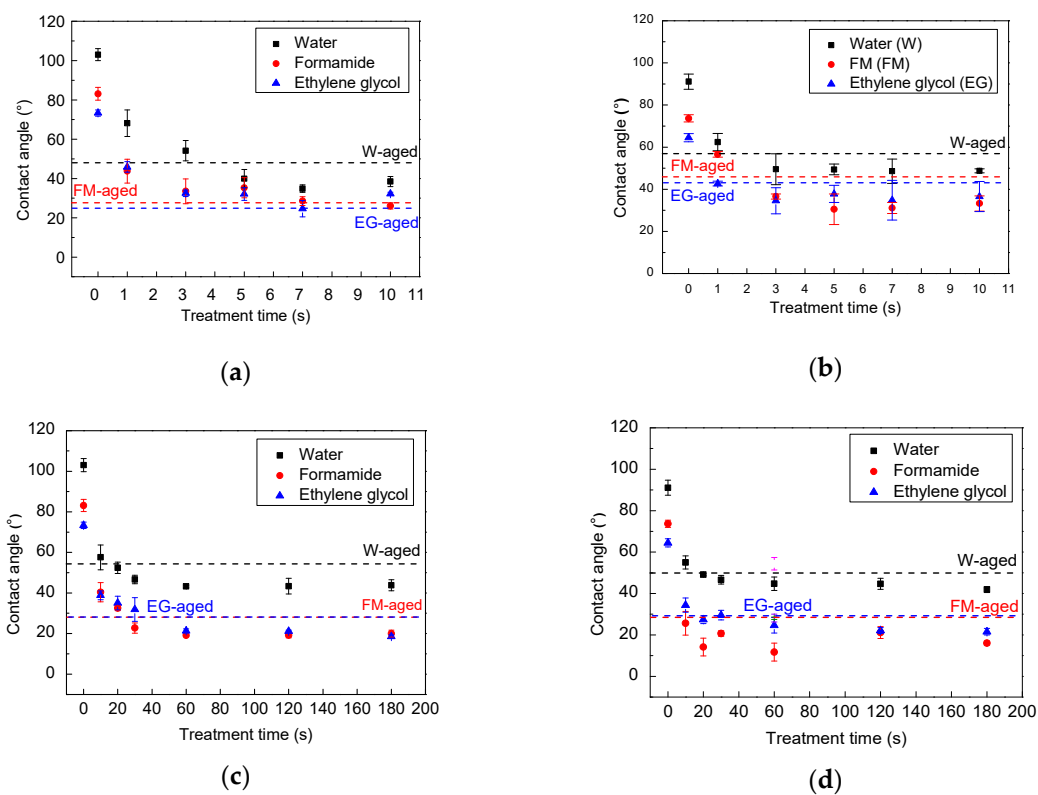 120
100
80
60
40
20
0
Contact angle (°)
Water
Formamide
Ethylene glycol
W-aged
FM-aged
EG-aged
0 1 2 3 4 5 6 7 8 9 10 11
Treatment time (s)
(a)
120
100
80
60
40
20
0
Contact angle (°)
Water (W)
FM (FM)
Ethylene glycol (EG)
W-aged
FM-aged
EG-aged
0 1 2 3 4 5 6 7 8 9 10 11
Treatment time (s)
(b)
120
100
80
60
40
20
0
Contact angle (°)
Water
Formamide
Ethylene glycol
W-aged
EG-aged
FM-aged
0 20 40 60 80 100 120 140 160 180 200
Treatment time (s)
(c)
120
100
80
60
40
20
0
Contact angle (°)
Water
Formamide
Ethylene glycol
W-aged
EG-aged
FM-aged
0 20 40 60 80 100 120 140 160 180 200
Treatment time (s)
(d)